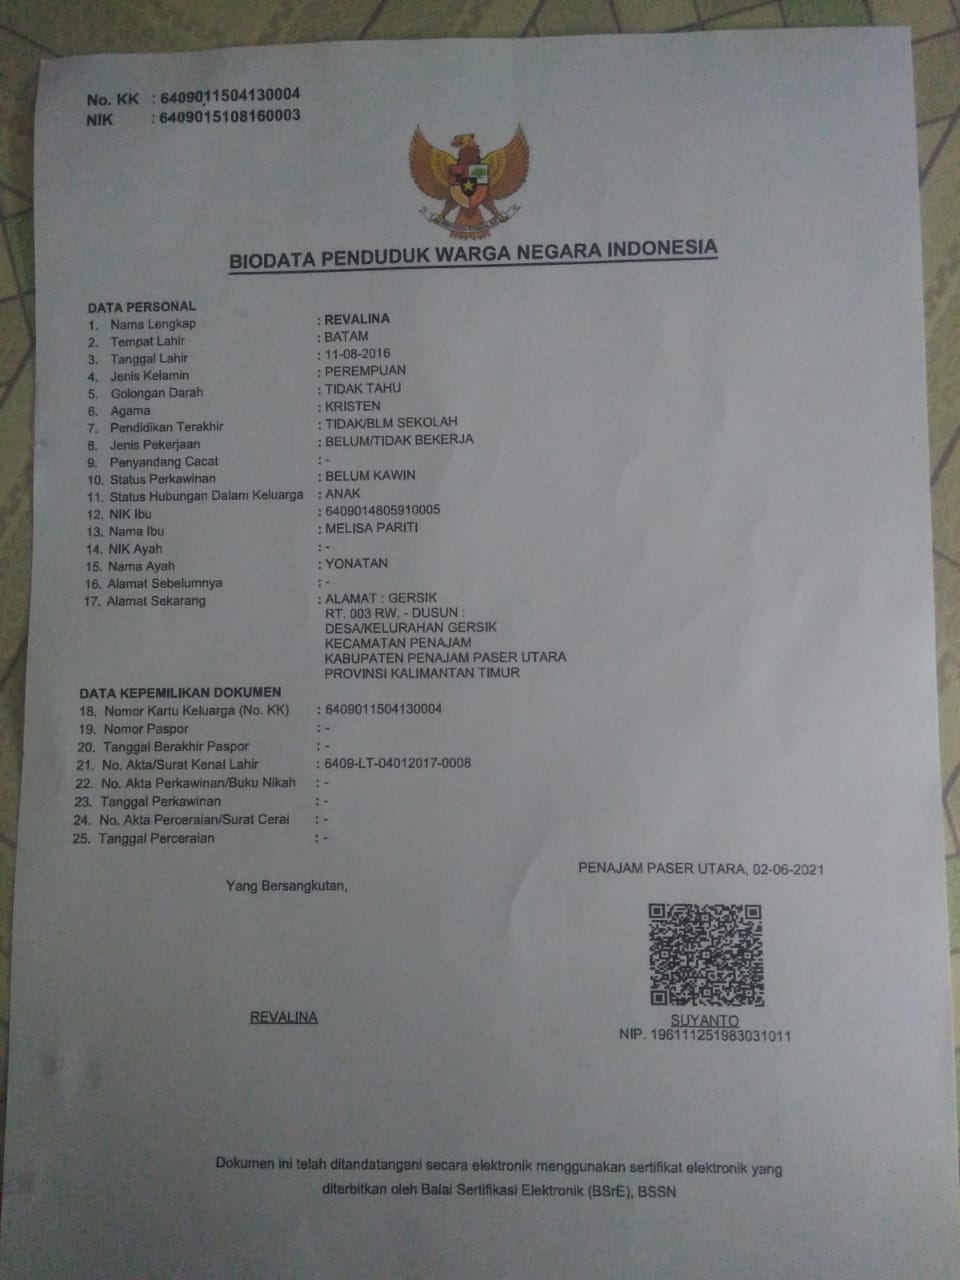 No. KK : 6409011504130004
NIK : 6409015108160003
BIODATA PENDUDUK WARGA NEGARA INDONESIA
DATA PERSONAL
1. Nama Lengkap : REVALINA
2. Tempat Lahir : BATAM
3. Tanggal Lahir : 11-08-2016
4. Jenis Kelamin : PEREMPUAN
5. Golongan Darah : TIDAK TAHU
6. Agama : KRISTEN
7. Pendidikan Terakhir : TIDAK/BLM SEKOLAH
8. Jenis Pekerjaan : BELUM/TIDAK BEKERJA
9. Penyandang Cacat : -
10. Status Perkawinan : BELUM KAWIN
11. Status Hubungan Dalam Keluarga : ANAK
12. NIK Ibu : 6409014805910005
13. Nama Ibu : MELISA PARITI
14. NIK Ayah : -
15. Nama Ayah : YONATAN
16. Alamat Sebelumnya : -
17. Alamat Sekarang : ALAMAT : GERSIK
RT. 003 RW. - DUSUN :
DESA/KELURAHAN GERSIK
KECAMATAN PENAJAM
KABUPATEN PENAJAM PASER UTARA
PROVINSI KALIMANTAN TIMUR
DATA KEPEMILIKAN DOKUMEN
18. Nomor Kartu Keluarga (No. KK) : 6409011504130004
19. Nomor Paspor : -
20. Tanggal Berakhir Paspor : -
21. No. Akta/Surat Kenal Lahir : 6409-LT-04012017-0008
22. No. Akta Perkawinan/Buku Nikah : -
23. Tanggal Perkawinan : -
24. No. Akta Perceraian/Surat Cerai : -
25. Tanggal Perceraian : -
PENAJAM PASER UTARA, 02-06-2021
Yang Bersangkutan,
REVALINA
SUYANTO
NIP. 196111251983031011
Dokumen ini telah ditandatangani secara elektronik menggunakan sertifikat elektronik yang
diterbitkan oleh Balai Sertifikasi Elektronik (BSrE), BSSN